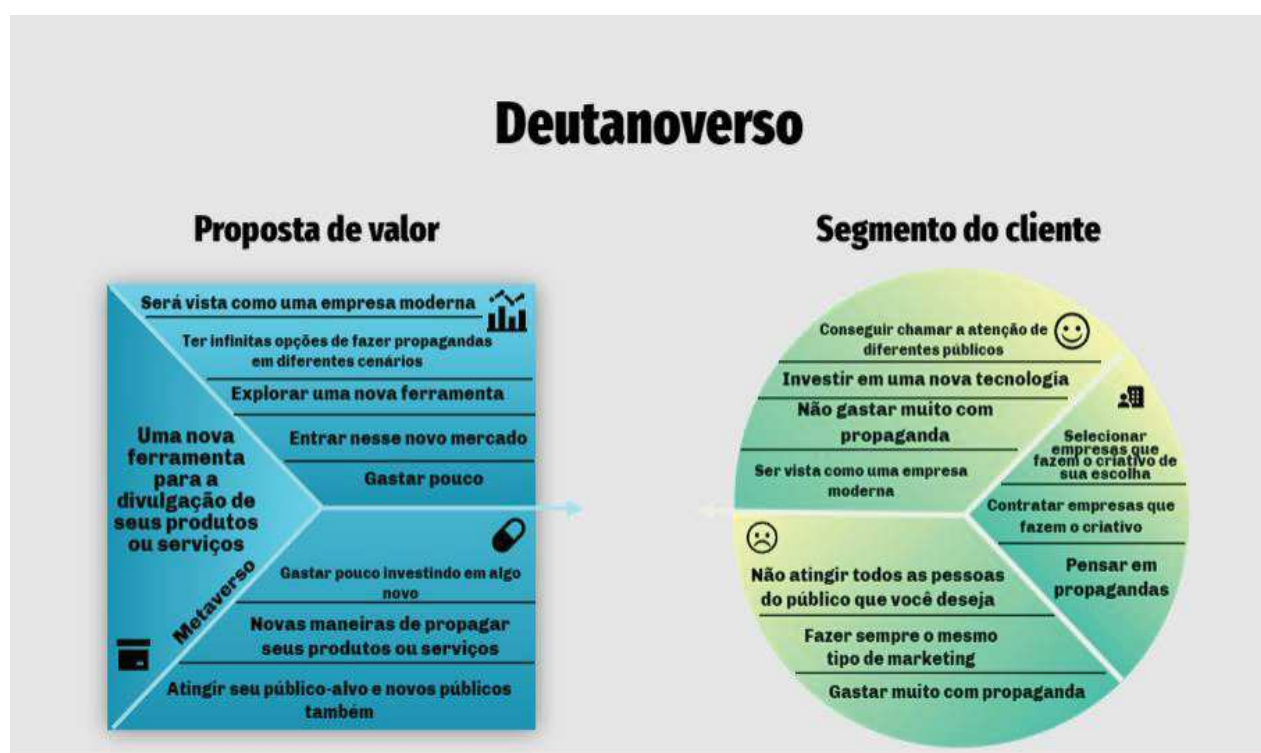 Deutanoverso
Proposta de valor
Será vista como uma empresa moderna
Ter infinitas opções de fazer propagandas
em diferentes cenários
Explorar uma nova ferramenta
Entrar nesse novo mercado
Gastar pouco
Uma nova
ferramenta
para a
divulgação de
seus produtos
ou serviços
Metaverso
Gastar pouco investindo em algo
novo
Novas maneiras de propagar
seus produtos ou serviços
Atingir seu público-alvo e novos públicos
também
Segmento do cliente
Conseguir chamar a atenção de
diferentes públicos
Investir em uma nova tecnologia
Não gastar muito com
propaganda
Ser vista como uma empresa
moderna
Selecionar
empresas que
fazem o criativo de
sua escolha
Contratar empresas que
fazem o criativo
Pensar em
propagandas
Não atingir todos as pessoas
do público que você deseja
Fazer sempre o mesmo
tipo de marketing
Gastar muito com propaganda